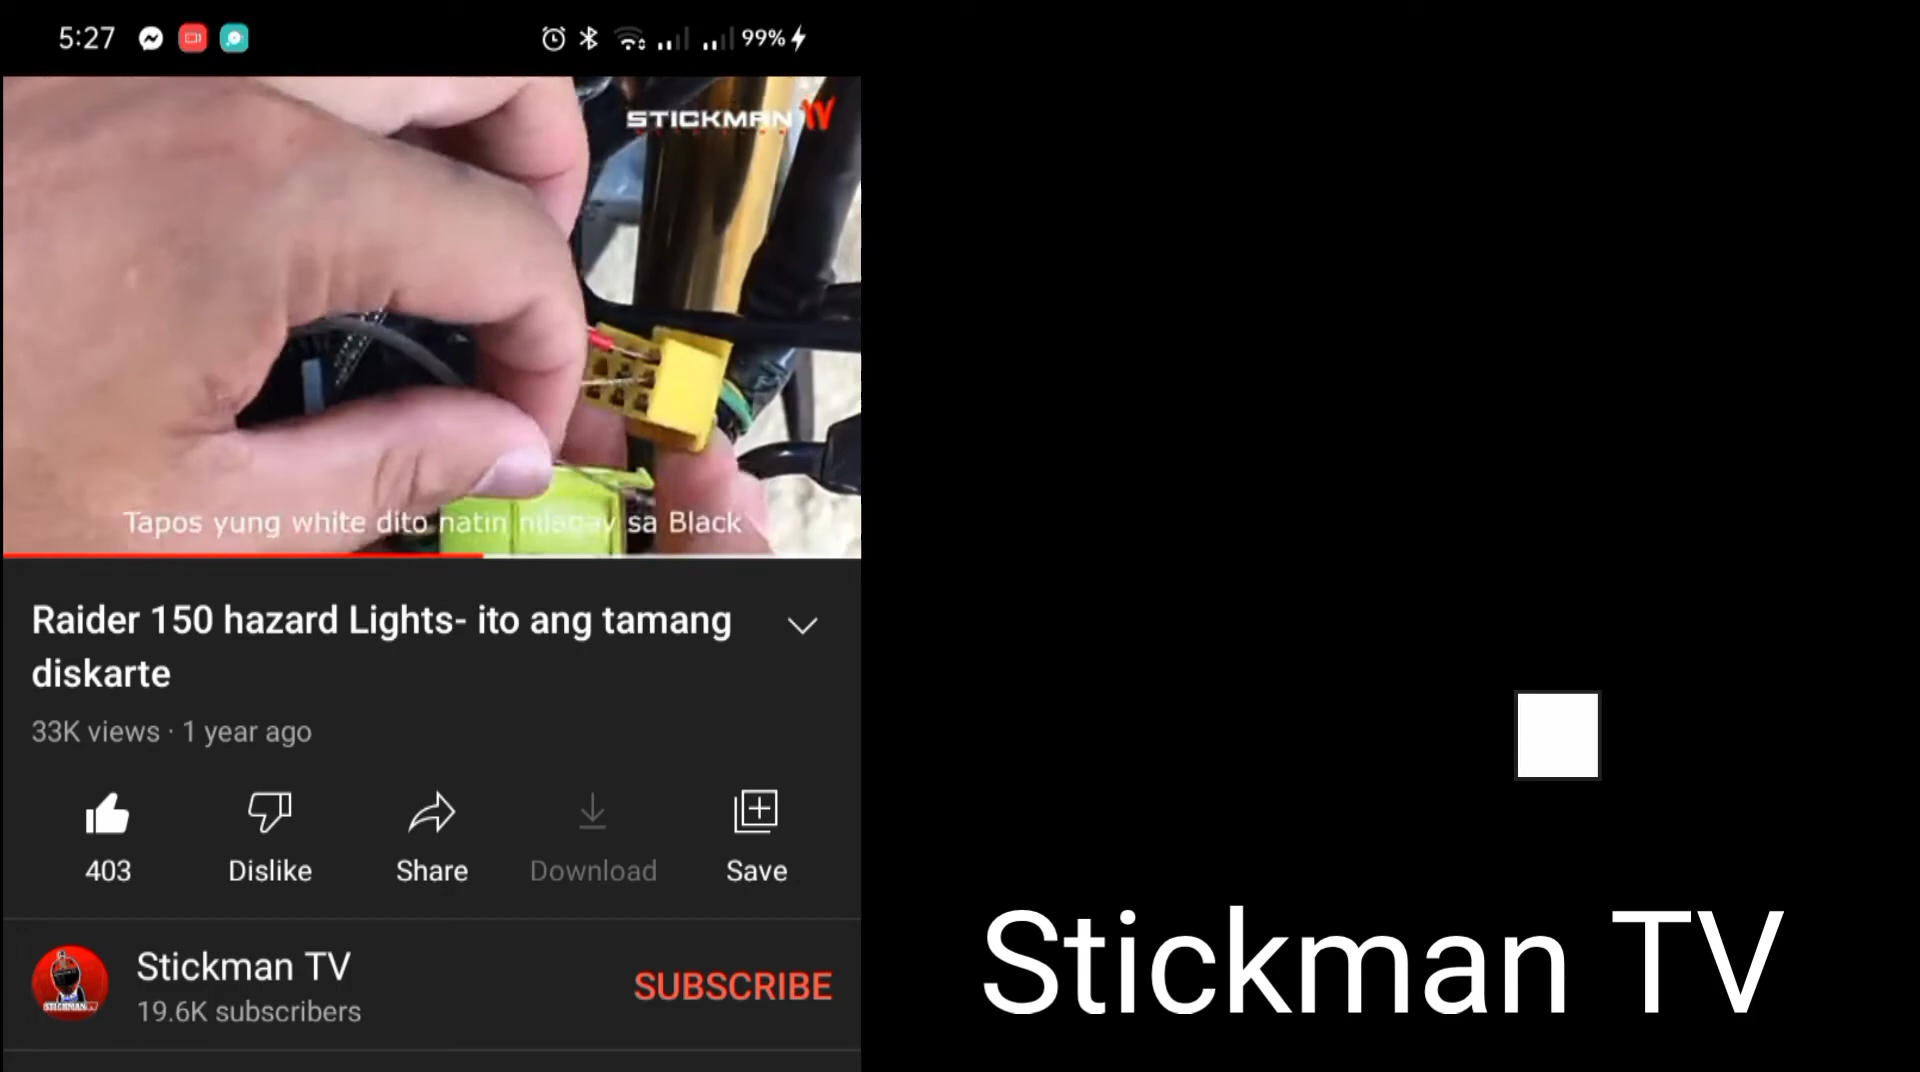 5:27
99%
STICKMAN TV
Tapos yung white dito natin nilagay sa Black
Raider 150 hazard Lights- ito ang tamang
diskarte
33K views · 1 year ago
403
Dislike
Share
Download
Save
Stickman TV
19.6K subscribers
SUBSCRIBE
STICKMAN
Stickman TV